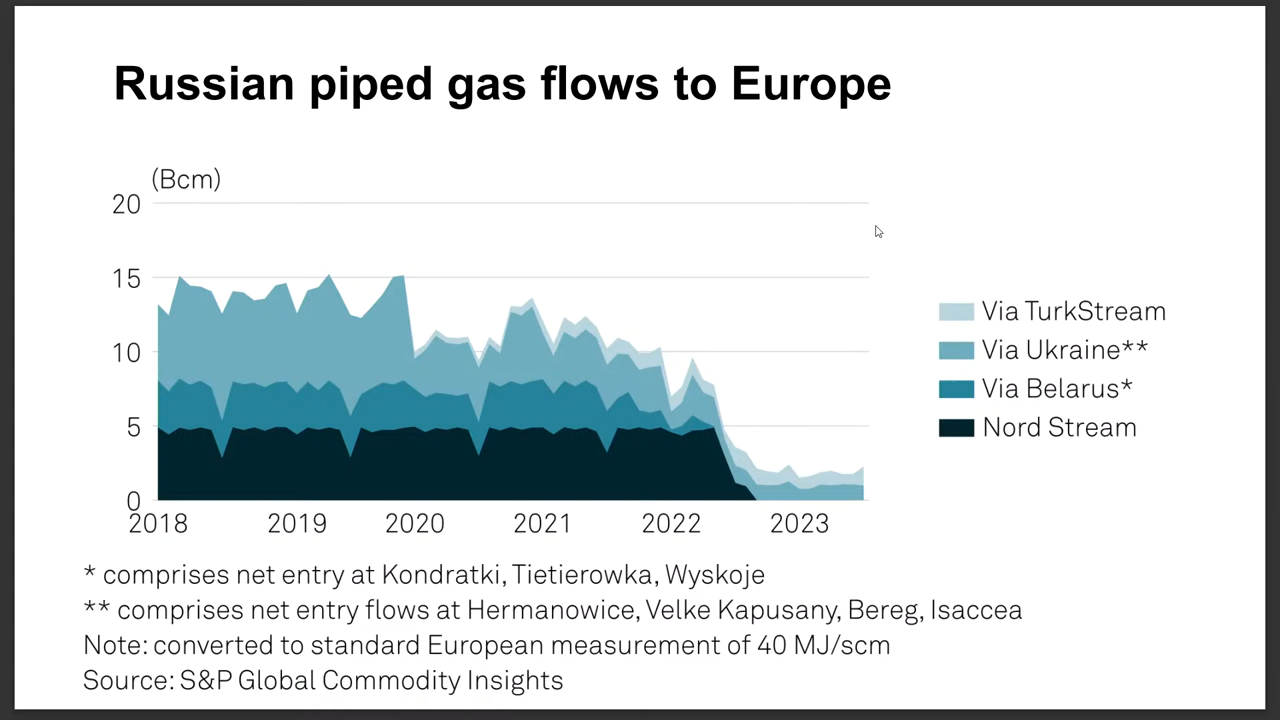 Russian piped gas flows to Europe
(Bcm)
20
15
10
5
0
2018 2019 2020 2021 2022 2023
Via TurkStream
Via Ukraine**
Via Belarus*
Nord Stream
* comprises net entry at Kondratki, Tietierowka, Wyskoje
** comprises net entry flows at Hermanowice, Velke Kapusany, Bereg, Isaccea
Note: converted to standard European measurement of 40 MJ/scm
Source: S&P Global Commodity Insights